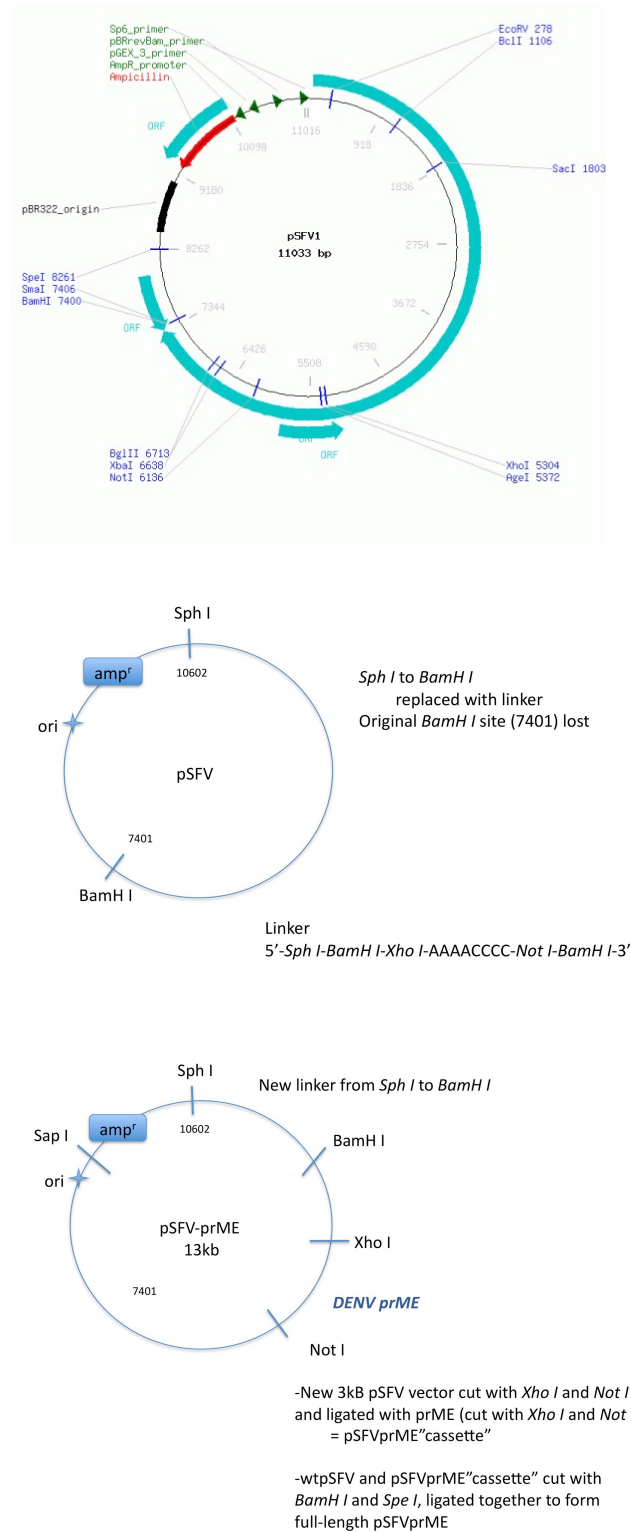 Sp6_primer
pBRrevBam_primer
pGEX_3_primer
AmpR_promoter
Ampicillin
EcoRV 278
BclI 1106
ORF
11016
10098
918
9180
1836
SacI 1803
pBR322_origin
pSFV1
11033 bp
8262
2754
SpeI 8261
SmaI 7406
BamHI 7400
7344
3672
ORF
6426
5508
4590
ORF
ORF
BglII 6713
XbaI 6638
NotI 6136
XhoI 5304
AgeI 5372
Sph I
ampr
10602
ori
Sph I to BamH I
replaced with linker
Original BamH I site (7401) lost
pSFV
7401
BamH I
Linker
5’-Sph I-BamH I-Xho I-AAAACCCC-Not I-BamH I-3’
Sph I
New linker from Sph I to BamH I
ampr
10602
Sap I
BamH I
ori
pSFV-prME
13kb
Xho I
7401
DENV prME
Not I
-New 3kB pSFV vector cut with Xho I and Not I
and ligated with prME (cut with Xho I and Not
= pSFVprME”cassette”
-wtpSFV and pSFVprME”cassette” cut with
BamH I and Spe I, ligated together to form
full-length pSFVprME